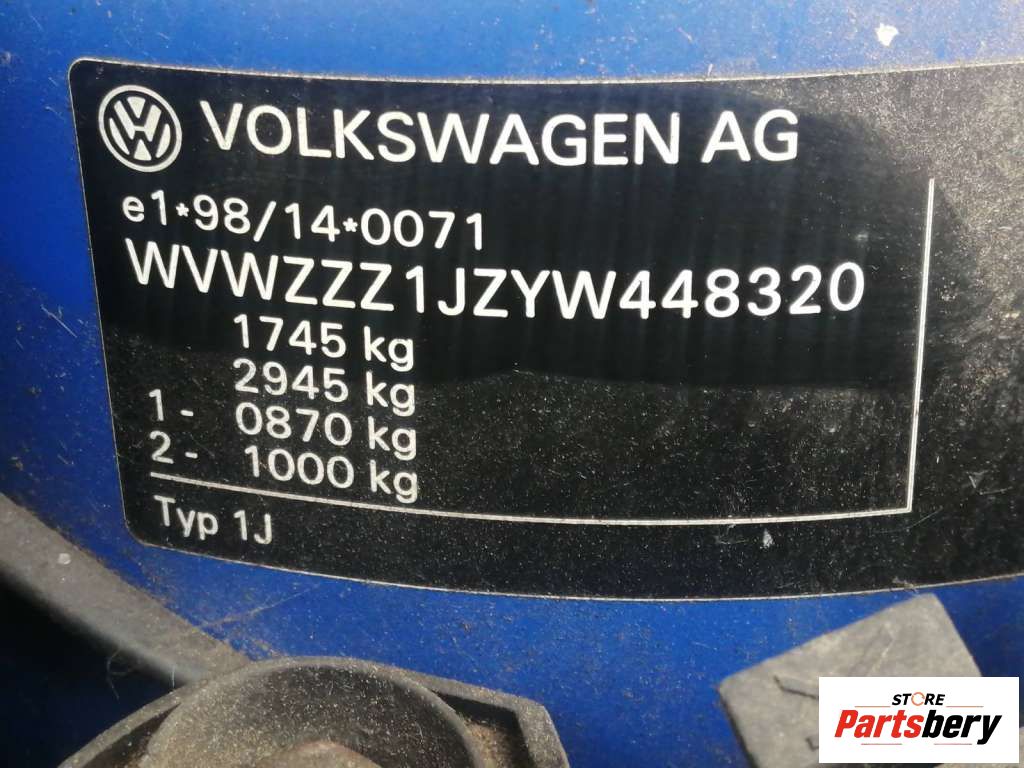 VOLKSWAGEN AG
e1*98/14*0071
WVWZZZ1JZYW448320
1745 kg
2945 kg
1- 0870 kg
2- 1000 kg
Typ 1J
STORE
Partsbery